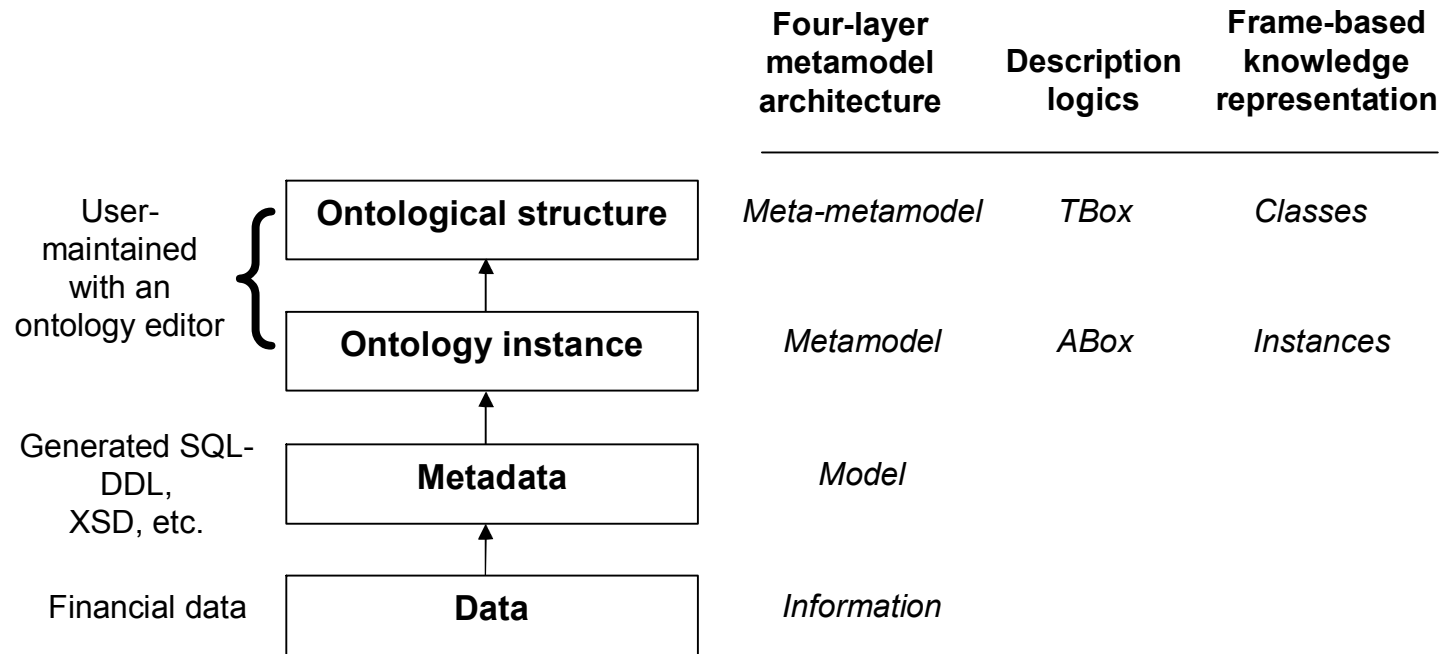 Four-layer
metamodel
architecture
Description
logics
Frame-based
knowledge
representation
User-
maintained
with an
ontology editor
Ontological structure
Meta-metamodel
TBox
Classes
Ontology instance
Metamodel
ABox
Instances
Generated SQL-
DDL,
XSD, etc.
Metadata
Model
Financial data
Data
Information